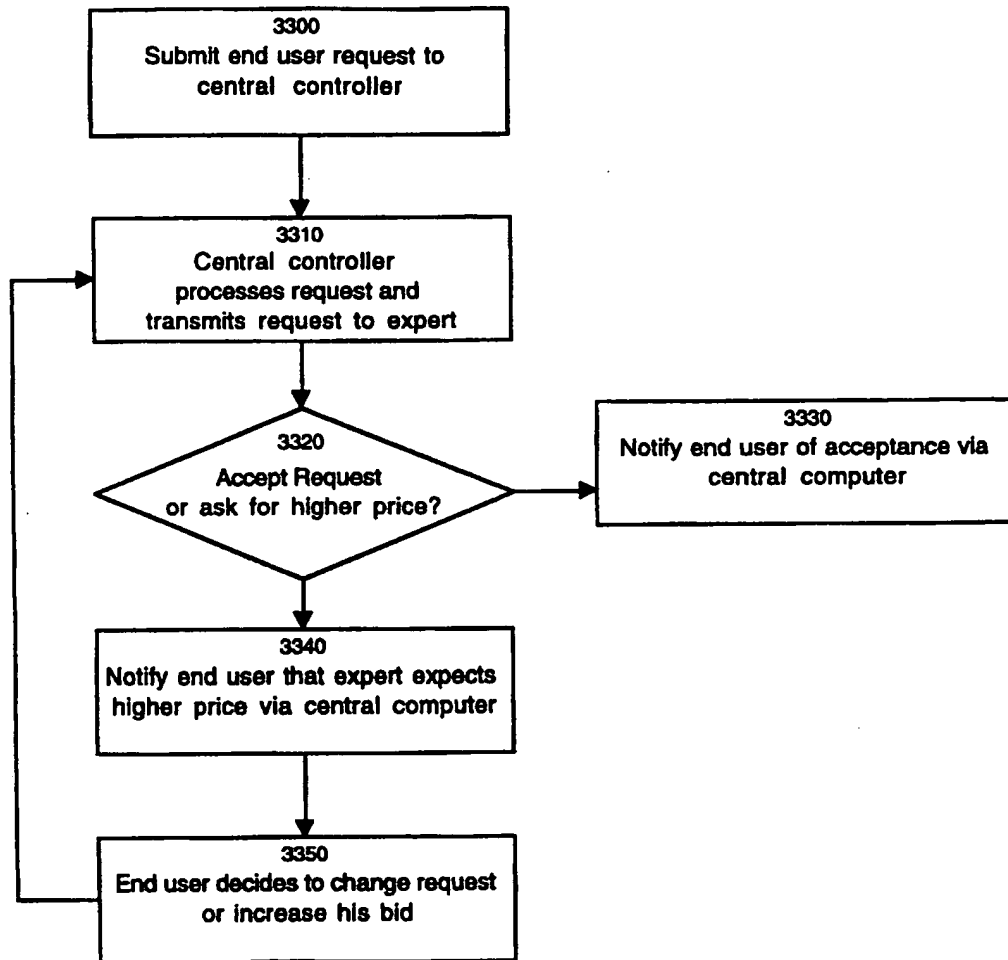 3300
Submit end user request to
central controller
3310
Central controller
processes request and
transmits request to expert
3320
Accept Request
or ask for higher price?
3330
Notify end user of acceptance via
central computer
3340
Notify end user that expert expects
higher price via central computer
3350
End user decides to change request
or increase his bid